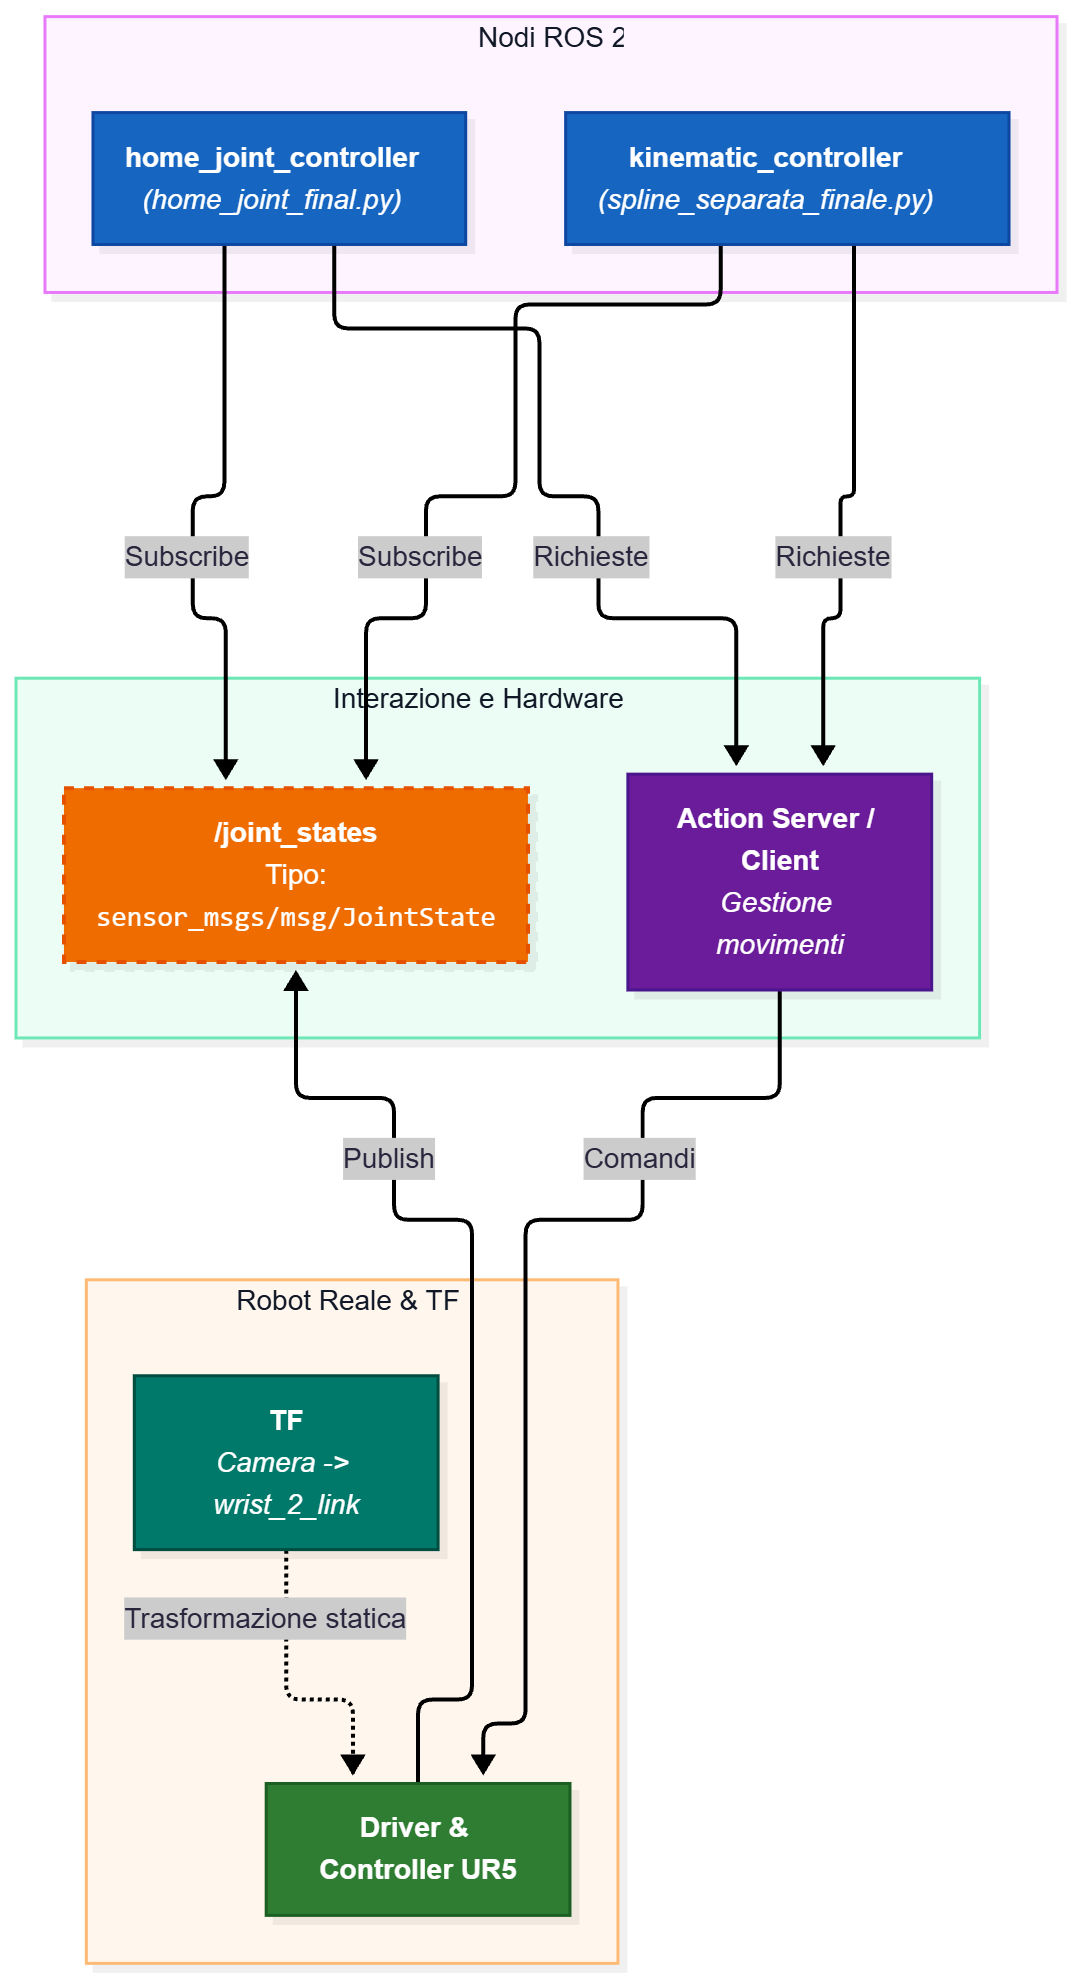 Nodi ROS 2
home_joint_controller
(home_joint_final.py)
kinematic_controller
(spline_separata_finale.py)
Subscribe
Subscribe
Richieste
Richieste
Interazione e Hardware
/joint_states
Tipo:
sensor_msgs/msg/JointState
Action Server /
Client
Gestione
movimenti
Publish
Comandi
Robot Reale & TF
TF
Camera ->
wrist_2_link
Trasformazione statica
Driver &
Controller UR5